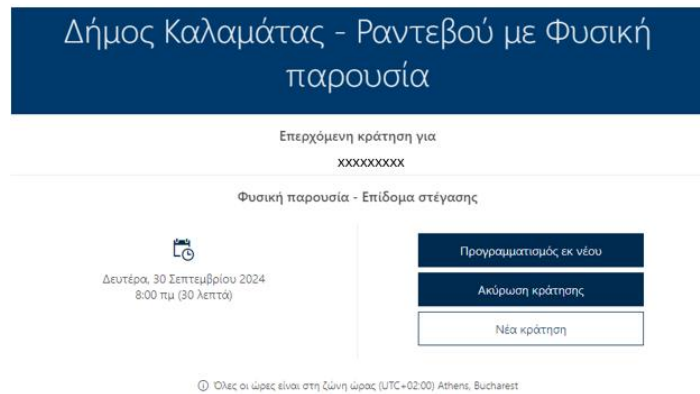 Δήμος Καλαμάτας - Ραντεβού με Φυσική
παρουσία
Επερχόμενη κράτηση για
xxxxxxxxx
Φυσική παρουσία - Επίδομα στέγασης
Δευτέρα, 30 Σεπτεμβρίου 2024
8:00 πμ (30 λεπτά)
Προγραμματισμός εκ νέου
Ακύρωση κράτησης
Νέα κράτηση
Όλες οι ώρες είναι στη ζώνη ώρας (UTC+02:00) Athens, Bucharest